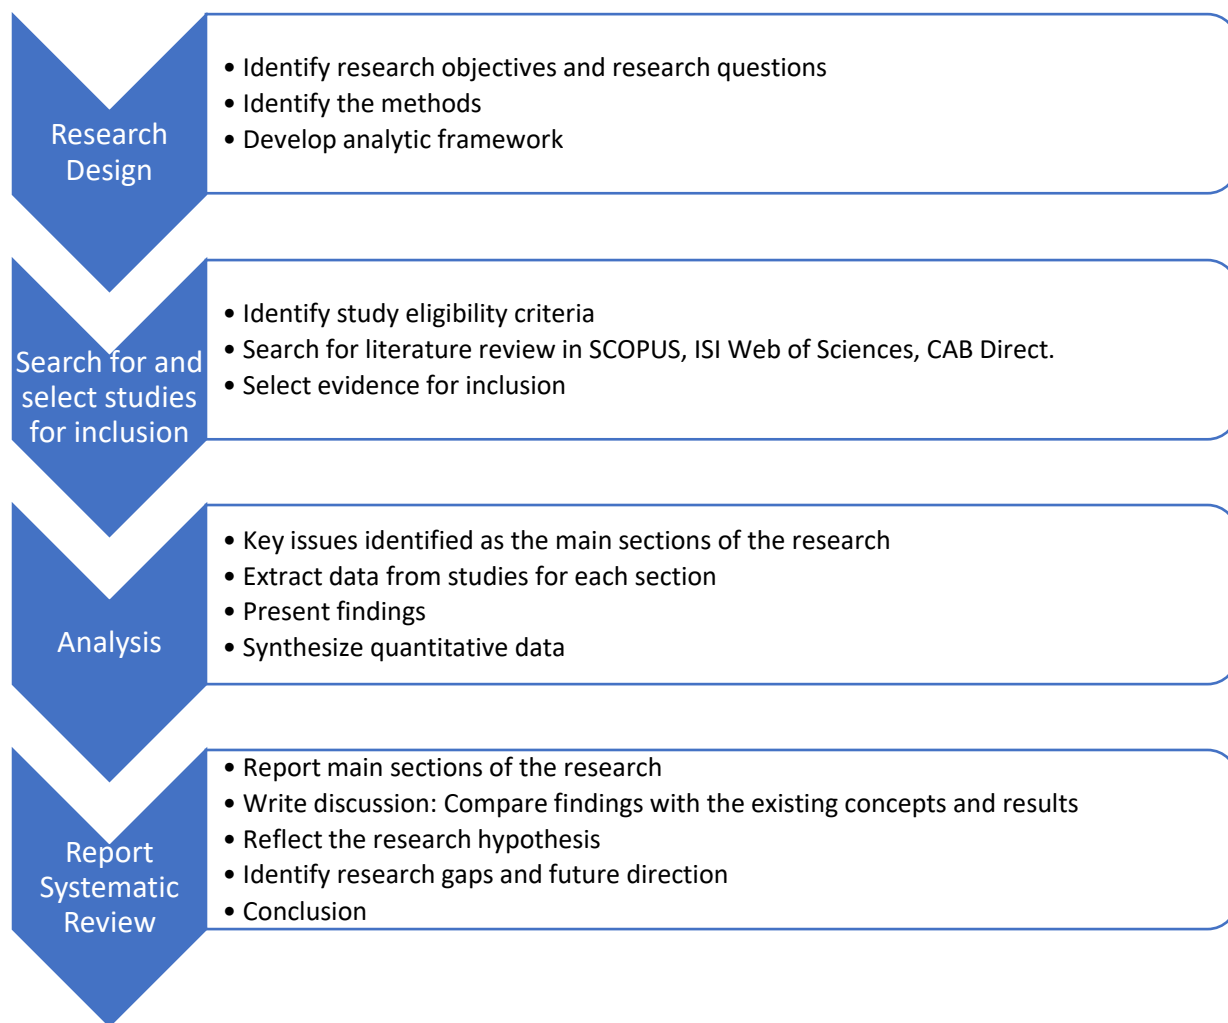 Research
Design
• Identify research objectives and research questions
• Identify the methods
• Develop analytic framework
Search for and
select studies
for inclusion
• Identify study eligibility criteria
• Search for literature review in SCOPUS, ISI Web of Sciences, CAB Direct.
• Select evidence for inclusion
Analysis
• Key issues identified as the main sections of the research
• Extract data from studies for each section
• Present findings
• Synthesize quantitative data
Report
Systematic
Review
• Report main sections of the research
• Write discussion: Compare findings with the existing concepts and results
• Reflect the research hypothesis
• Identify research gaps and future direction
• Conclusion